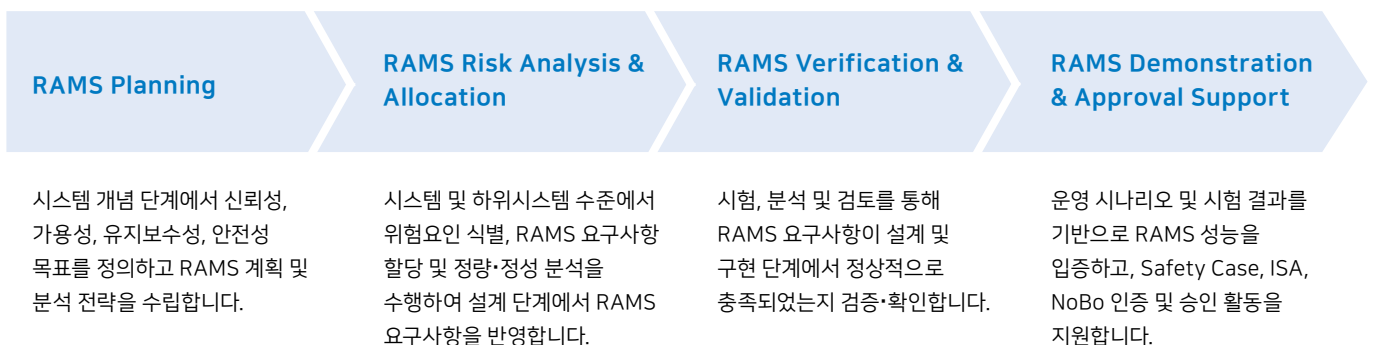 RAMS Planning
시스템 개념 단계에서 신뢰성,
가용성, 유지보수성, 안전성
목표를 정의하고 RAMS 계획 및
분석 전략을 수립합니다.
RAMS Risk Analysis &
Allocation
시스템 및 하위시스템 수준에서
위험요인 식별, RAMS 요구사항
할당 및 정량·정성 분석을
수행하여 설계 단계에서 RAMS
요구사항을 반영합니다.
RAMS Verification &
Validation
시험, 분석 및 검토를 통해
RAMS 요구사항이 설계 및
구현 단계에서 정상적으로
충족되었는지 검증·확인합니다.
RAMS Demonstration
& Approval Support
운영 시나리오 및 시험 결과를
기반으로 RAMS 성능을
입증하고, Safety Case, ISA,
NoBo 인증 및 승인 활동을
지원합니다.